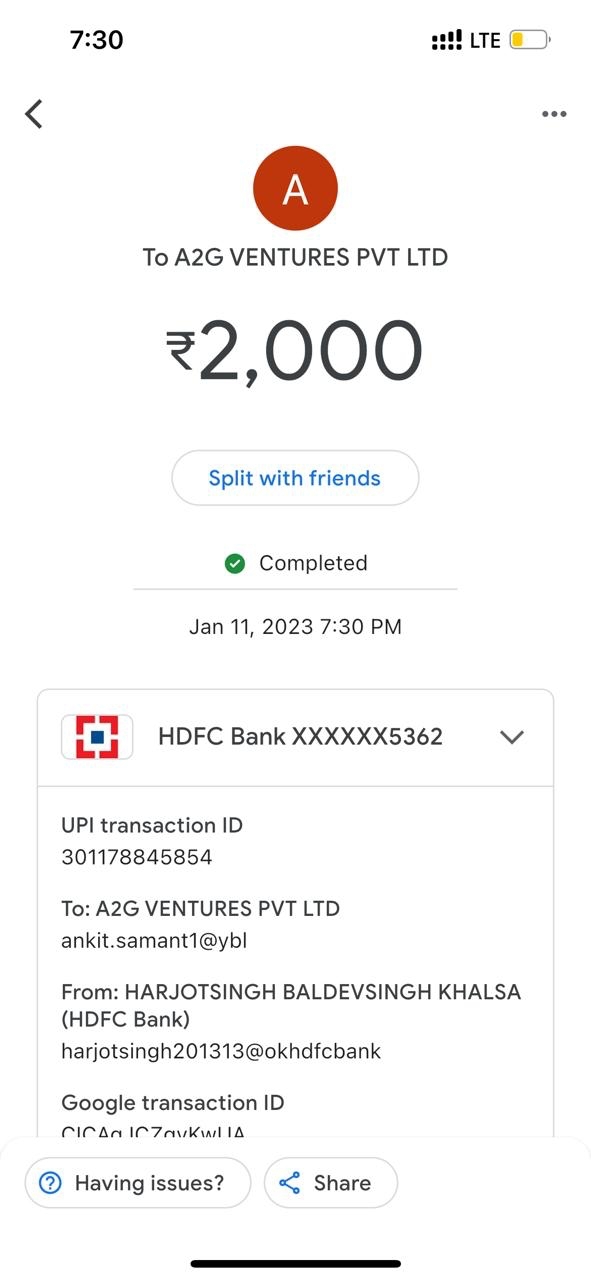 7:30
LTE
A
To A2G VENTURES PVT LTD
₹2,000
Split with friends
Completed
Jan 11, 2023 7:30 PM
HDFC Bank XXXXXX5362
UPI transaction ID
301178845854
To: A2G VENTURES PVT LTD
ankit.samant1@ybl
From: HARJOTSINGH BALDEVSINGH KHALSA
(HDFC Bank)
harjotsingh201313@okhdfcbank
Google transaction ID
Having issues?
Share